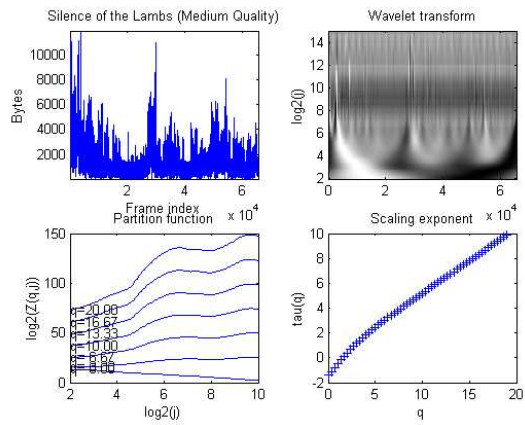 Silence of the Lambs (Medium Quality)
12000
10000
8000
6000
4000
2000
Bytes
2 4 6
Frame index
x 10^4
Wavelet transform
14
12
10
8
6
4
2
log2(j)
0 2 4 6
x 10^4
Partition function
150
100
50
0
log2(Z(q,j))
q=20.00
q=16.67
q=13.33
q=10.00
q=6.67
2 4 6 8 10
log2(j)
Scaling exponent
10
8
6
4
2
0
-2
tau(q)
0 5 10 15 20
q